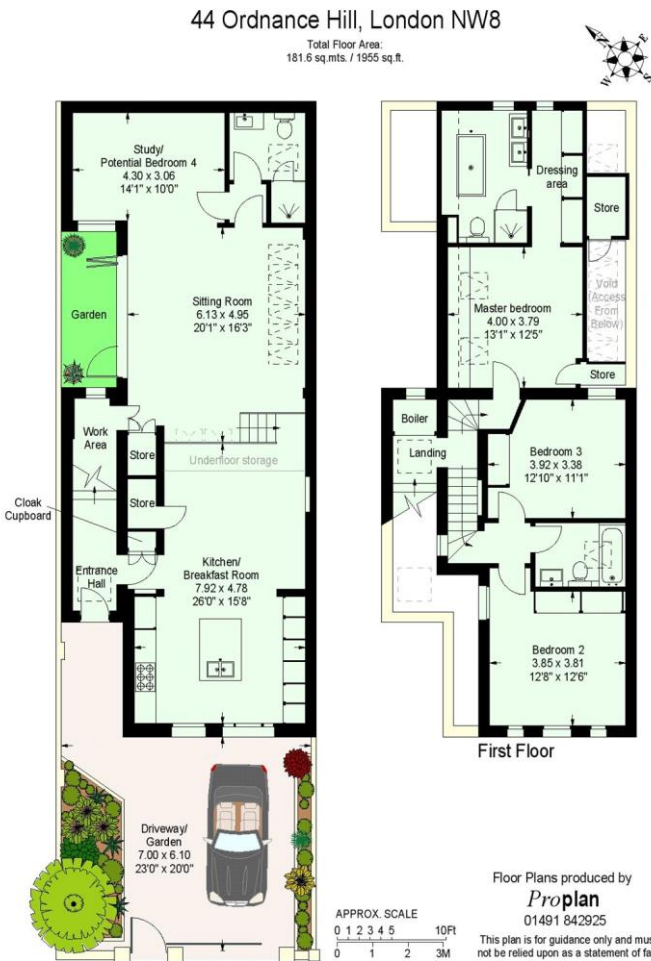 44 Ordnance Hill, London NW8
Total Floor Area:
181.6 sq.mts. / 1955 sq.ft.
N
E
S
W
Study/
Potential Bedroom 4
4.30 x 3.06
14'1" x 10'0"
Garden
Sitting Room
6.13 x 4.95
20'1" x 16'3"
Work
Area
Store
Underfloor storage
Store
Cloak
Cupboard
Entrance
Hall
Kitchen/
Breakfast Room
7.92 x 4.78
26'0" x 15'8"
Driveway/
Garden
7.00 x 6.10
23'0" x 20'0"
Dressing
area
Store
Void
(Access
From
Below)
Master bedroom
4.00 x 3.79
13'1" x 12'5"
Store
Boiler
Landing
Bedroom 3
3.92 x 3.38
12'10" x 11'1"
Bedroom 2
3.85 x 3.81
12'8" x 12'6"
First Floor
APPROX. SCALE
0 1 2 3 4 5 10Ft
0 1 2 3M
Floor Plans produced by
Proplan
01491 842925
This plan is for guidance only and mus
not be relied upon as a statement of fa